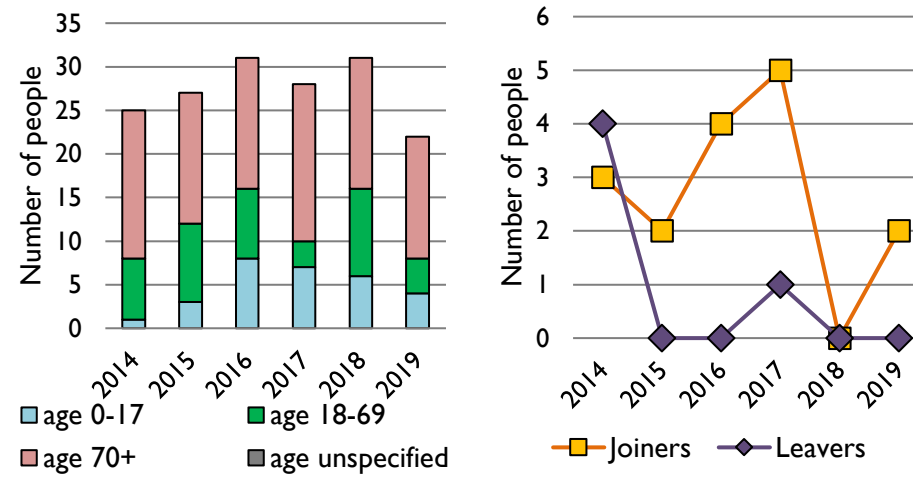 Number of people
35
30
25
20
15
10
5
0
2014 2015 2016 2017 2018 2019
age 0-17 age 18-69
age 70+ age unspecified
Number of people
6
5
4
3
2
1
0
2014 2015 2016 2017 2018 2019
Joiners Leavers